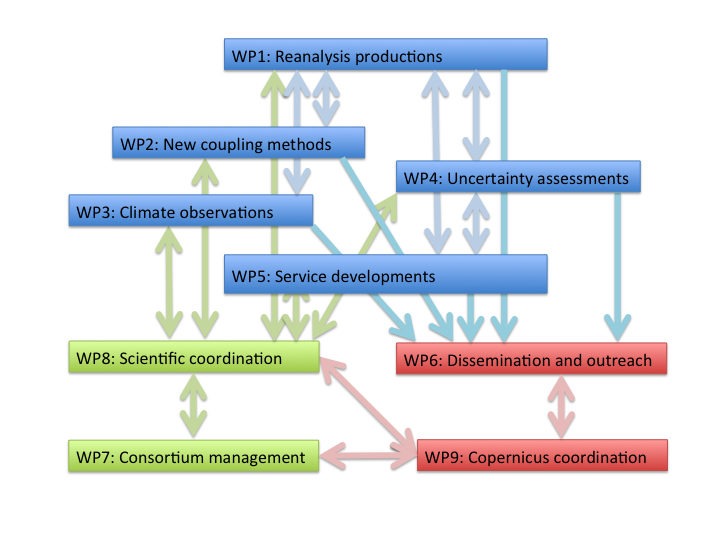 WP1: Reanalysis productions
WP2: New coupling methods
WP4: Uncertainty assessments
WP3: Climate observations
WP5: Service developments
WP8: Scientific coordination
WP6: Dissemination and outreach
WP7: Consortium management
WP9: Copernicus coordination